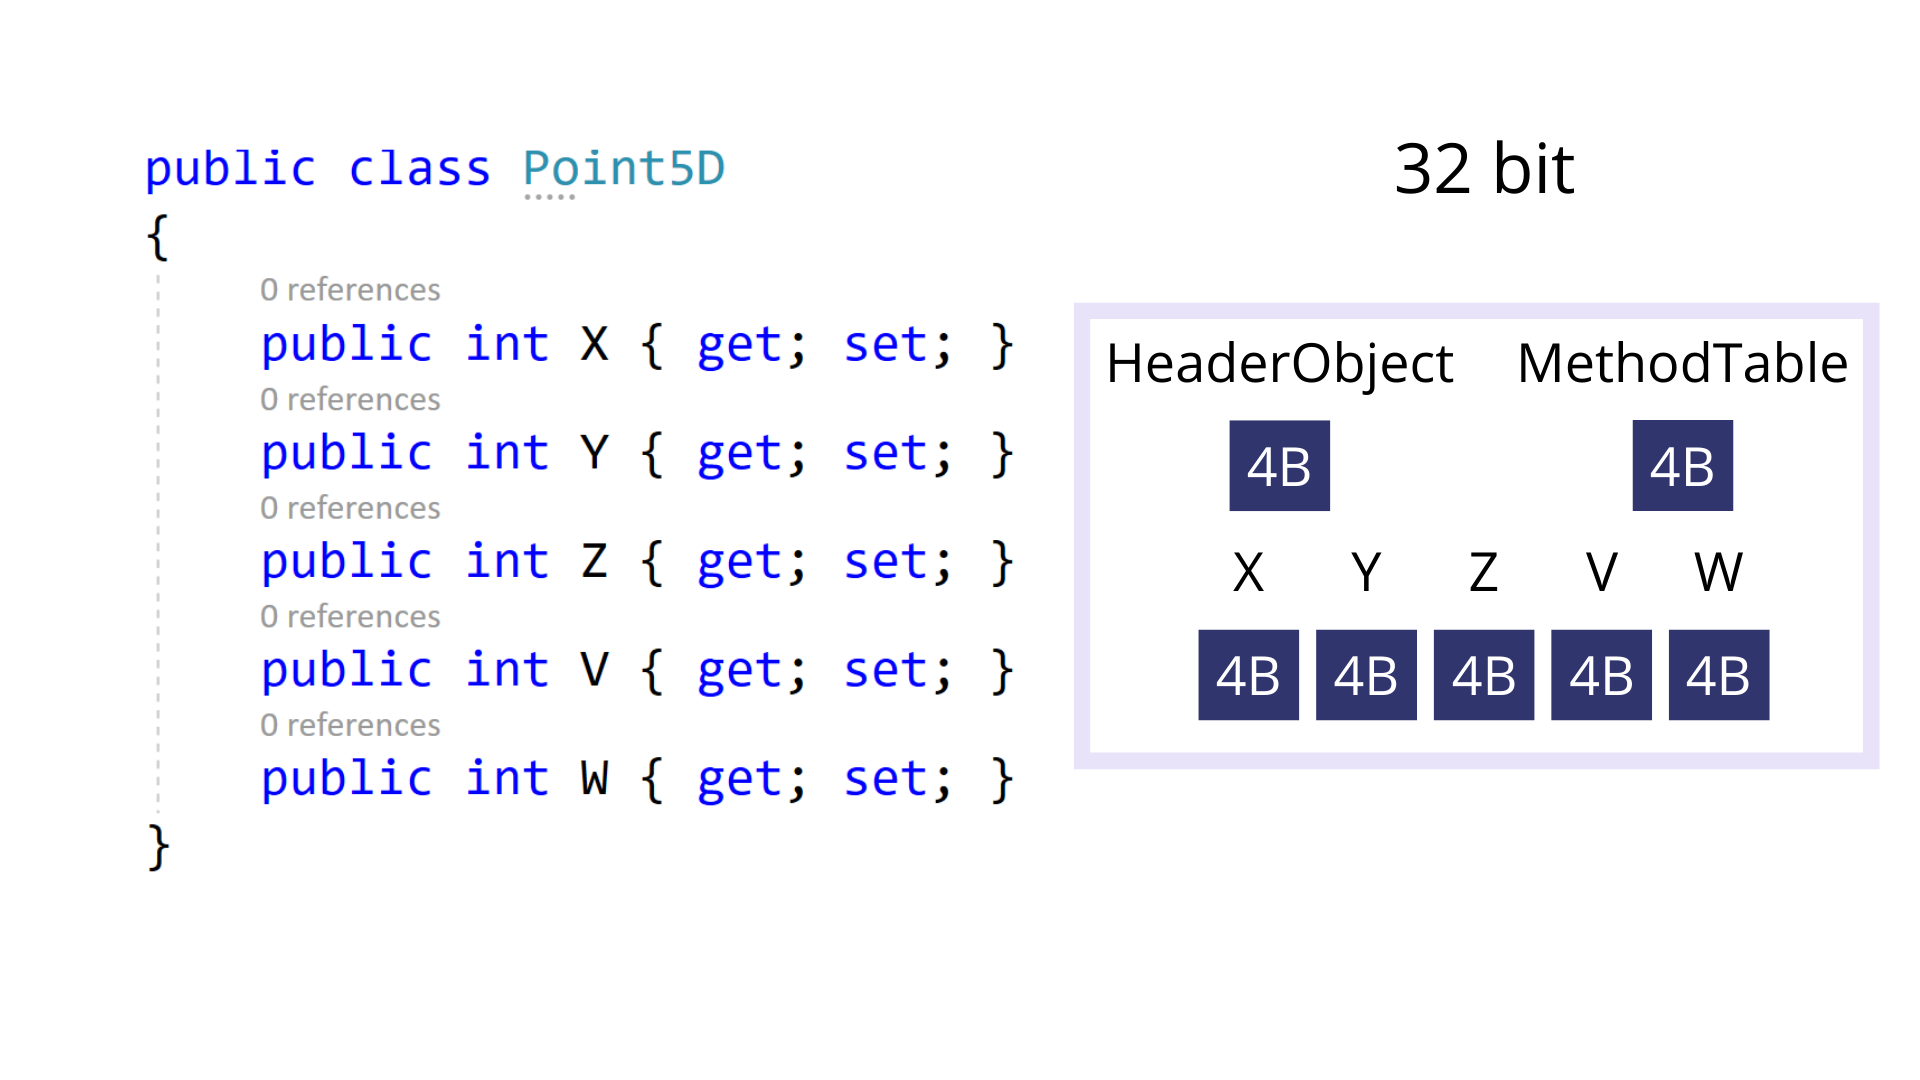 public class Point5D
{
0 references
public int X { get; set; }
0 references
public int Y { get; set; }
0 references
public int Z { get; set; }
0 references
public int V { get; set; }
0 references
public int W { get; set; }
}
32 bit
HeaderObject MethodTable
4B 4B
X Y Z V W
4B 4B 4B 4B 4B